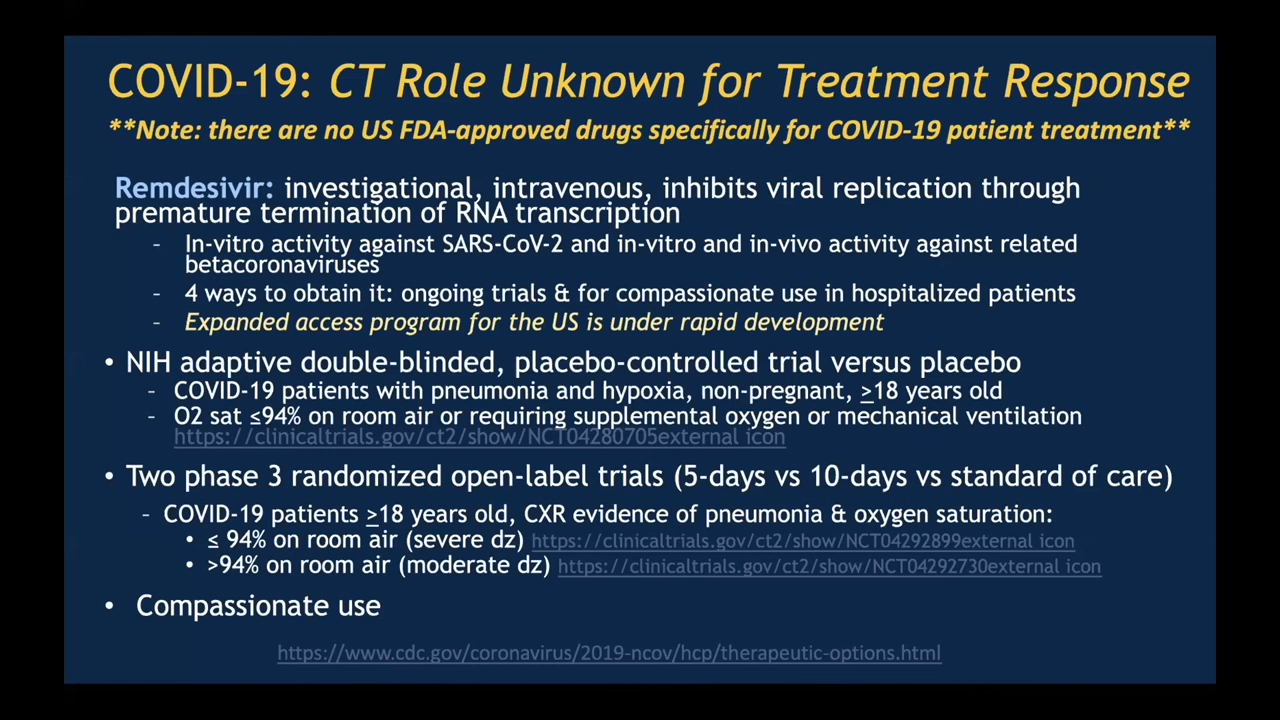 COVID-19: CT Role Unknown for Treatment Response
**Note: there are no US FDA-approved drugs specifically for COVID-19 patient treatment**
Remdesivir: investigational, intravenous, inhibits viral replication through
premature termination of RNA transcription
- In-vitro activity against SARS-CoV-2 and in-vitro and in-vivo activity against related
betacoronaviruses
- 4 ways to obtain it: ongoing trials & for compassionate use in hospitalized patients
- Expanded access program for the US is under rapid development
• NIH adaptive double-blinded, placebo-controlled trial versus placebo
- COVID-19 patients with pneumonia and hypoxia, non-pregnant, ≥18 years old
- O2 sat ≤94% on room air or requiring supplemental oxygen or mechanical ventilation
https://clinicaltrials.gov/ct2/show/NCT04280705external icon
• Two phase 3 randomized open-label trials (5-days vs 10-days vs standard of care)
- COVID-19 patients ≥18 years old, CXR evidence of pneumonia & oxygen saturation:
• ≤ 94% on room air (severe dz) https://clinicaltrials.gov/ct2/show/NCT04292899external icon
• >94% on room air (moderate dz) https://clinicaltrials.gov/ct2/show/NCT04292730external icon
• Compassionate use
https://www.cdc.gov/coronavirus/2019-ncov/hcp/therapeutic-options.html